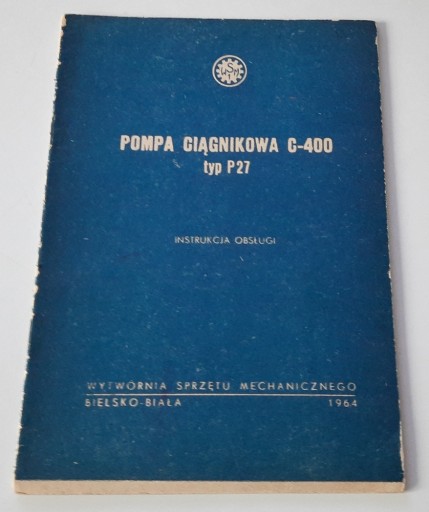 POMPA CIĄGNIKOWA C-400
typ P27
INSTRUKCJA OBSŁUGI
WYTWÓRNIA SPRZĘTU MECHANICZNEGO
BIELSKO-BIAŁA 1964